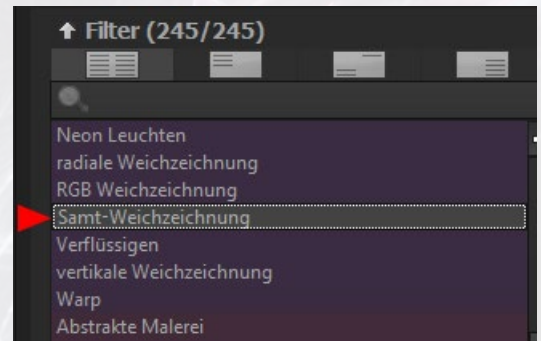 Filter (245/245)
Neon Leuchten
radiale Weichzeichnung
RGB Weichzeichnung
Samt-Weichzeichnung
Verflüssigen
vertikale Weichzeichnung
Warp
Abstrakte Malerei